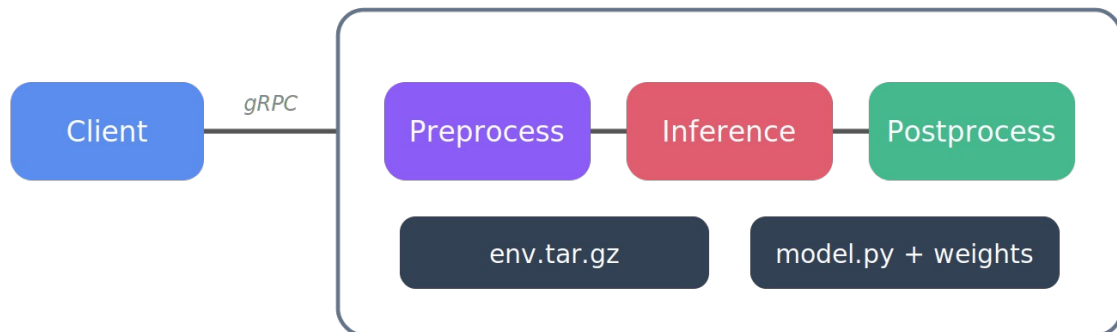 Client
gRPC
Preprocess
Inference
Postprocess
env.tar.gz
model.py + weights